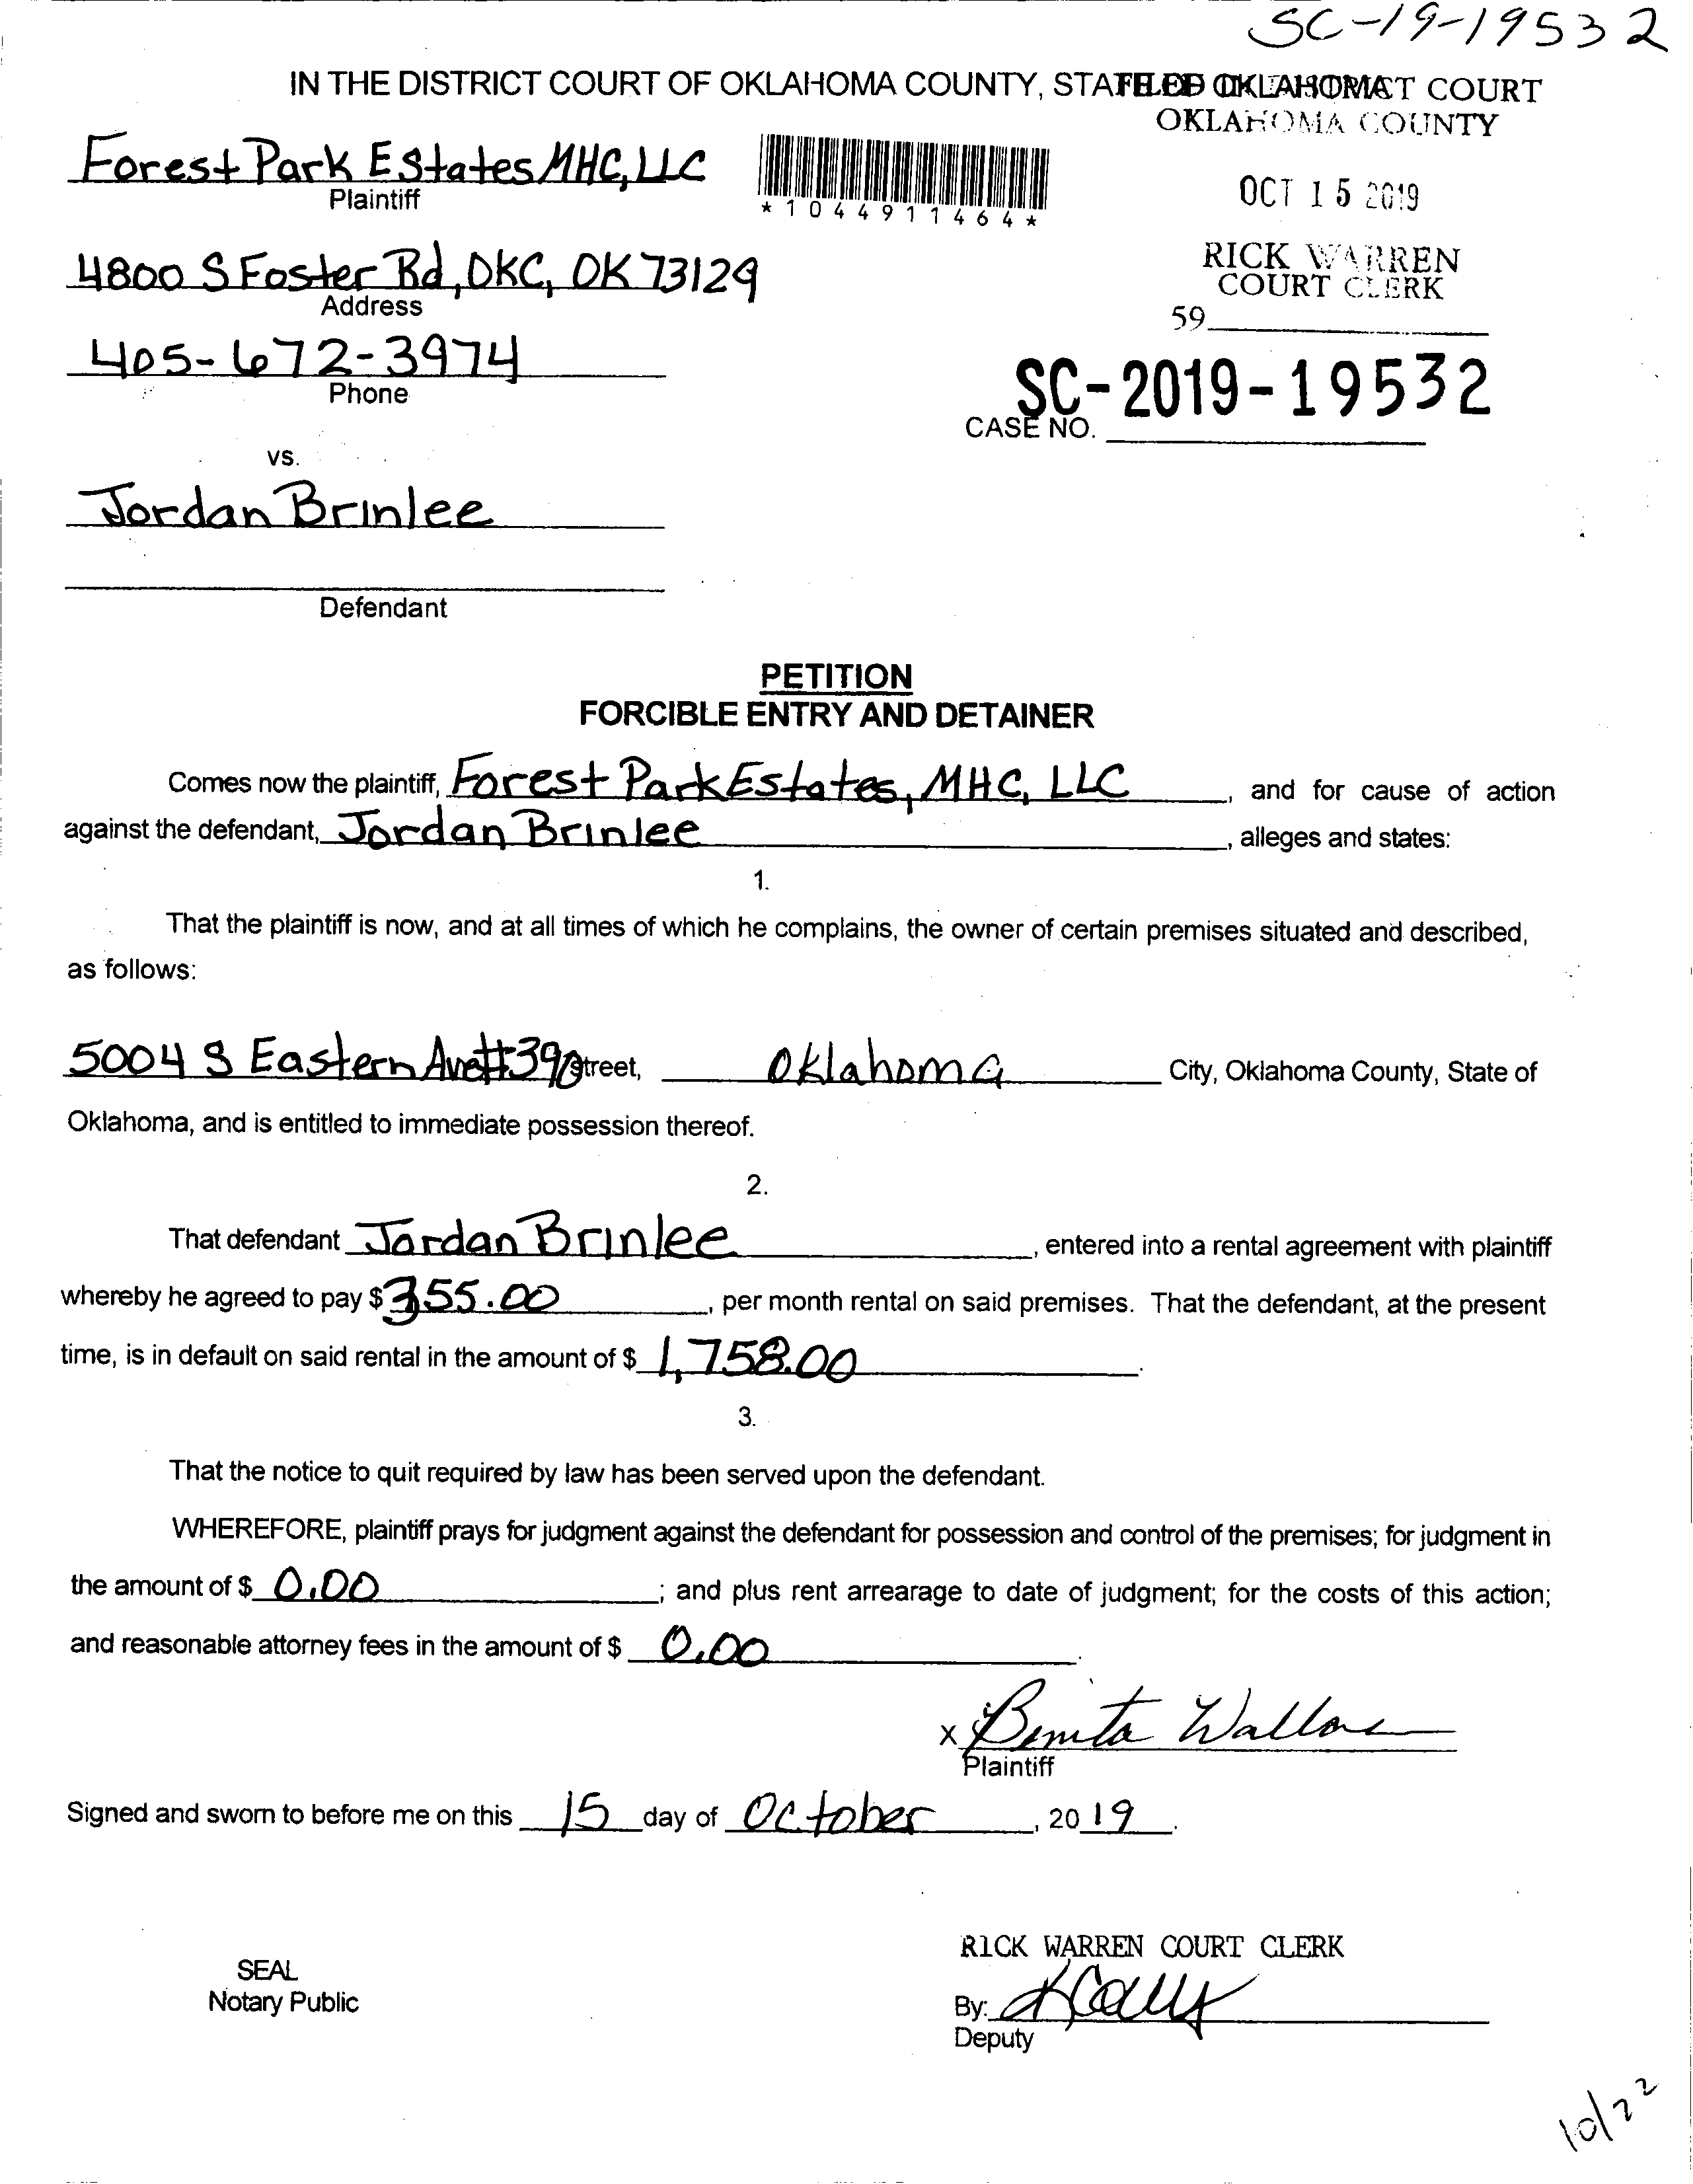 SC-19-19532
IN THE DISTRICT COURT OF OKLAHOMA COUNTY, STATE OF OKLAHOMA
FILED DISTRICT COURT
OKLAHOMA COUNTY
Forest Park Estates MHC, LLC
Plaintiff
*1044911464*
OCT 15 2019
RICK WARREN
COURT CLERK
4800 S Foster Rd, OKC, OK 73129
Address
59
405-672-3974
Phone
SC-2019-19532
CASE NO.
vs.
Jordan Brinlee
Defendant
PETITION
FORCIBLE ENTRY AND DETAINER
Comes now the plaintiff, Forest Park Estates, MHC, LLC, and for cause of action
against the defendant, Jordan Brinlee, alleges and states:
1.
That the plaintiff is now, and at all times of which he complains, the owner of certain premises situated and described,
as follows:
5004 S Eastern Ave #39 Street, Oklahoma City, Oklahoma County, State of
Oklahoma, and is entitled to immediate possession thereof.
2.
That defendant Jordan Brinlee, entered into a rental agreement with plaintiff
whereby he agreed to pay $355.00, per month rental on said premises. That the defendant, at the present
time, is in default on said rental in the amount of $1,758.00.
3.
That the notice to quit required by law has been served upon the defendant.
WHEREFORE, plaintiff prays for judgment against the defendant for possession and control of the premises; for judgment in
the amount of $ 0.00; and plus rent arrearage to date of judgment; for the costs of this action;
and reasonable attorney fees in the amount of $ 0.00.
x Benita Wallace
Plaintiff
Signed and sworn to before me on this 15 day of October, 2019.
RICK WARREN COURT CLERK
SEAL
Notary Public
By:
Deputy
10/22